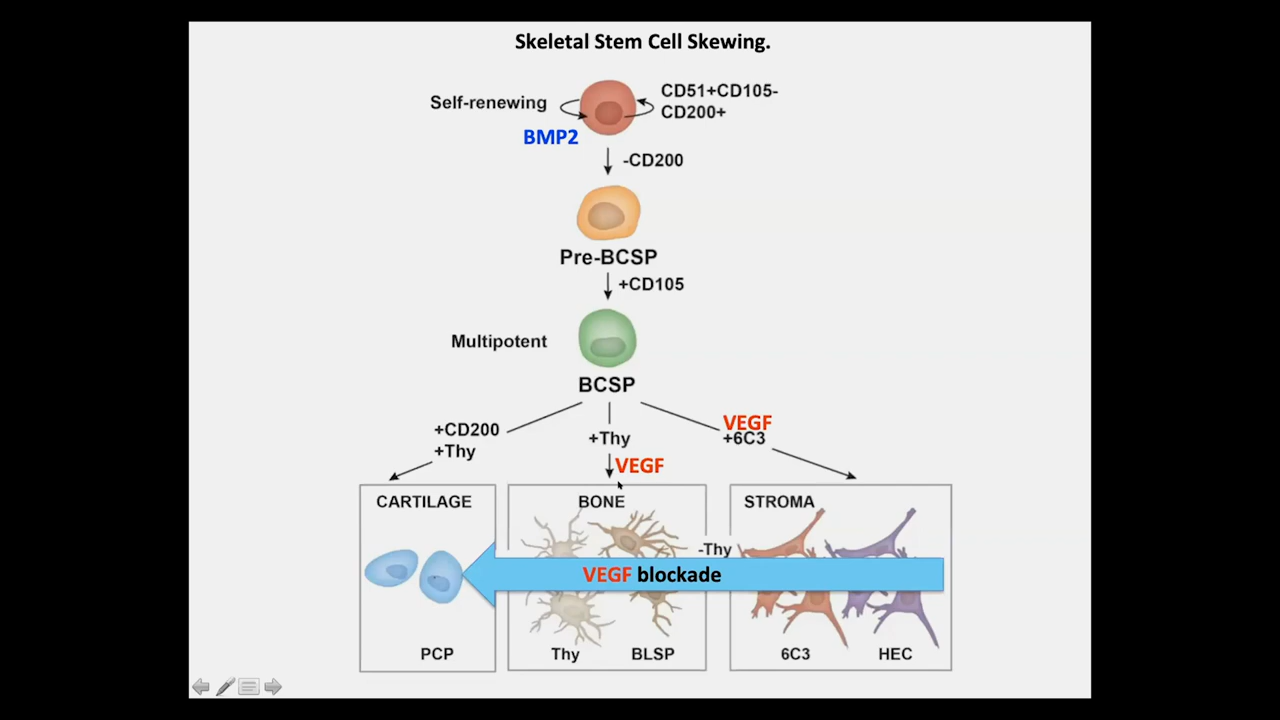 Skeletal Stem Cell Skewing.
Self-renewing
CD51+CD105-
CD200+
BMP2
-CD200
Pre-BCSP
+CD105
Multipotent
BCSP
+CD200
+Thy
+Thy
VEGF
VEGF
+6C3
CARTILAGE
BONE
STROMA
-Thy
VEGF blockade
PCP
Thy
BLSP
6C3
HEC